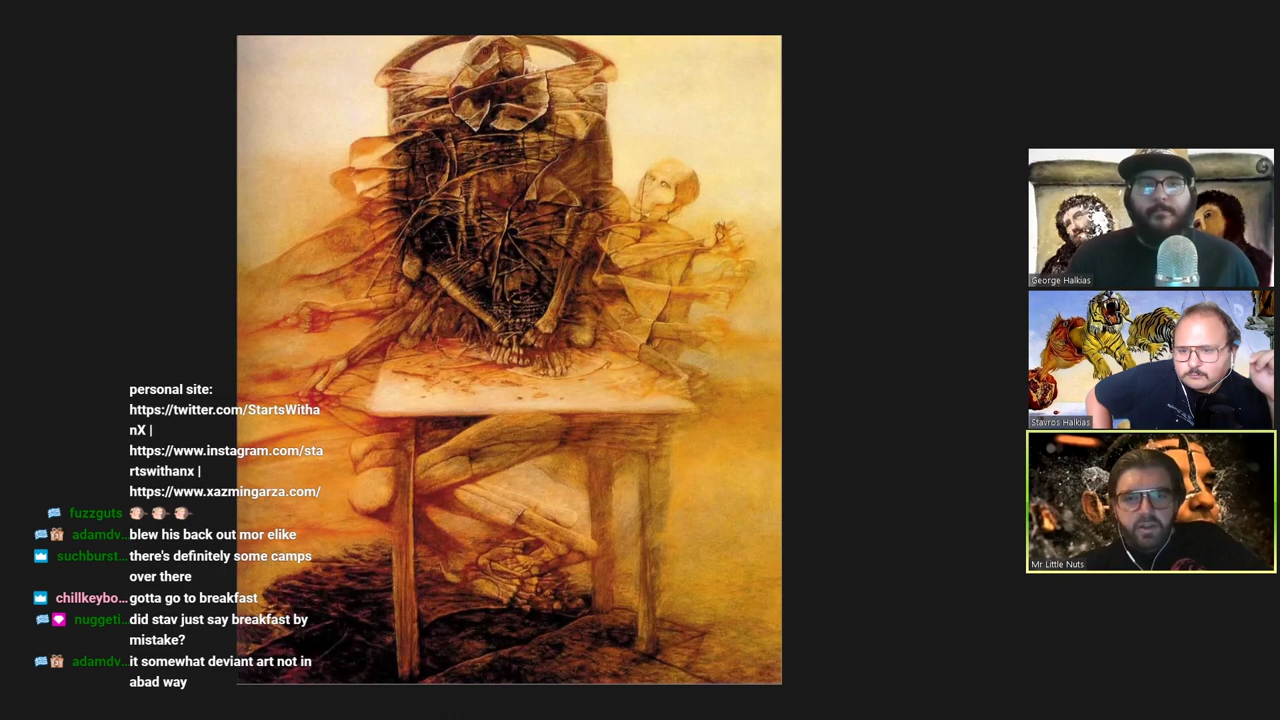 personal site:
https://twitter.com/StartsWitha
nX |
https://www.instagram.com/sta
rtswithanx |
https://www.xazmingarza.com/
fuzzguts
adamdv… blew his back out mor elike
suchburst… there's definitely some camps
over there
chillkeybo… gotta go to breakfast
nuggeti… did stav just say breakfast by
mistake?
adamdv… it somewhat deviant art not in
abad way
George Halkias
Stavros Halkias
Mr Little Nuts